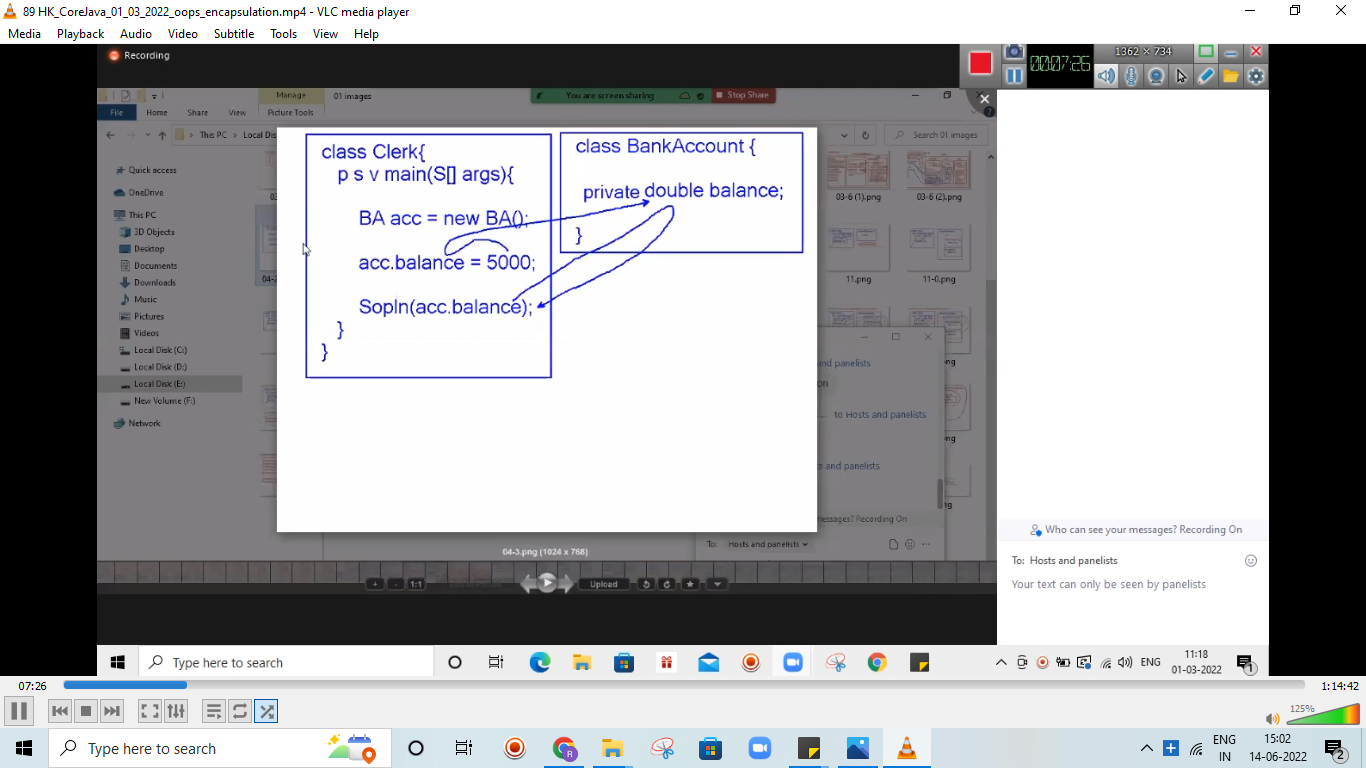 89 HK_CoreJava_01_03_2022_oops_encapsulation.mp4 - VLC media player
Media Playback Audio Video Subtitle Tools View Help
Recording
00:07:26
1362 × 734
Manage
01 images
You are screen sharing
Stop Share
File Home Share View Picture Tools
This PC
Local Dis
Search 01 images
Quick access
OneDrive
This PC
3D Objects
Desktop
Documents
Downloads
Music
Pictures
Videos
Local Disk (C:)
Local Disk (D:)
Local Disk (E:)
New Volume (F:)
Network
class Clerk{
p s v main(S[] args){
BA acc = new BA();
acc.balance = 5000;
Sopln(acc.balance);
}
}
class BankAccount {
private double balance;
}
03-6 (1).png
03-6 (2).png
11.png
11-0.png
and panelists
on
... to Hosts and panelists
s and panelists
messages? Recording On
To: Hosts and panelists
04-3.png (1024 x 768)
+ - 1:1
Upload
Who can see your messages? Recording On
To: Hosts and panelists
Your text can only be seen by panelists
Type here to search
ENG
11:18
01-03-2022
1
07:26
1:14:42
125%
Type here to search
ENG
IN
15:02
14-06-2022
2